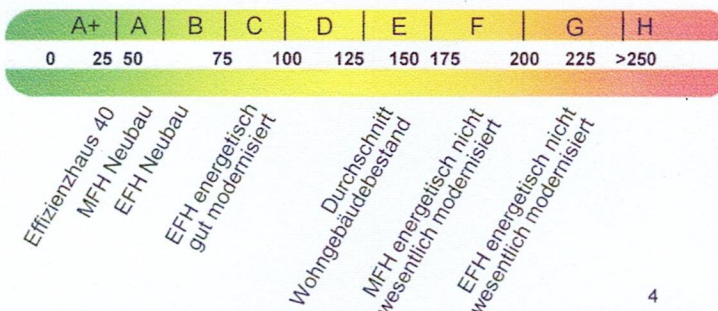 A+ A B C D E F G H
0 25 50 75 100 125 150 175 200 225 >250
Effizienzhaus 40
MFH Neubau
EFH Neubau
EFH energetisch
gut modernisiert
Durchschnitt
Wohngebäudebestand
MFH energetisch nicht
wesentlich modernisiert
EFH energetisch nicht
wesentlich modernisiert
4